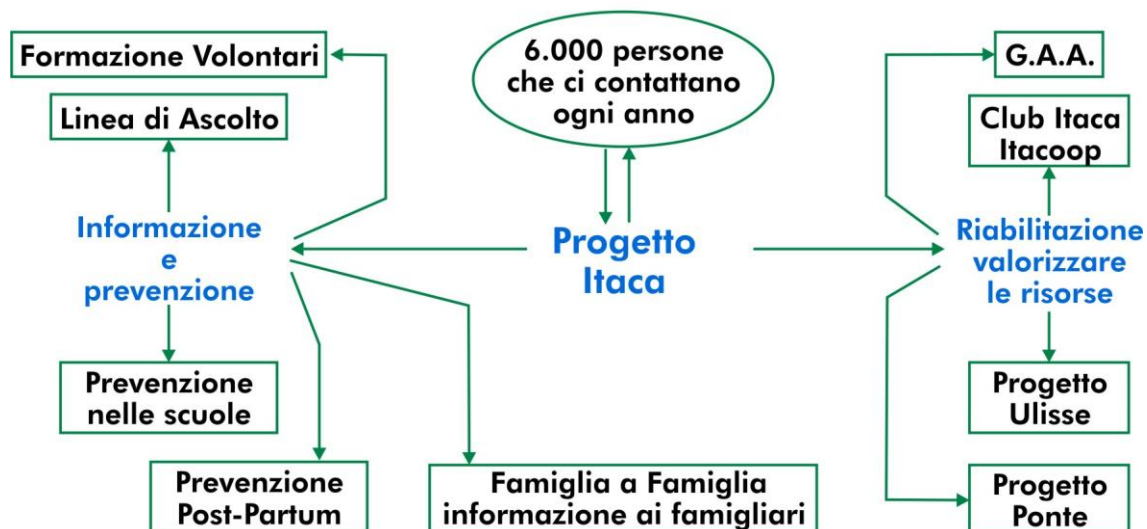 Formazione Volontari
Linea di Ascolto
Informazione
e
prevenzione
Prevenzione
nelle scuole
Prevenzione
Post-Partum
Famiglia a Famiglia
informazione ai famigliari
6.000 persone
che ci contattano
ogni anno
Progetto
Itaca
G.A.A.
Club Itaca
Itacoop
Riabilitazione
valorizzare
le risorse
Progetto
Ulisse
Progetto
Ponte